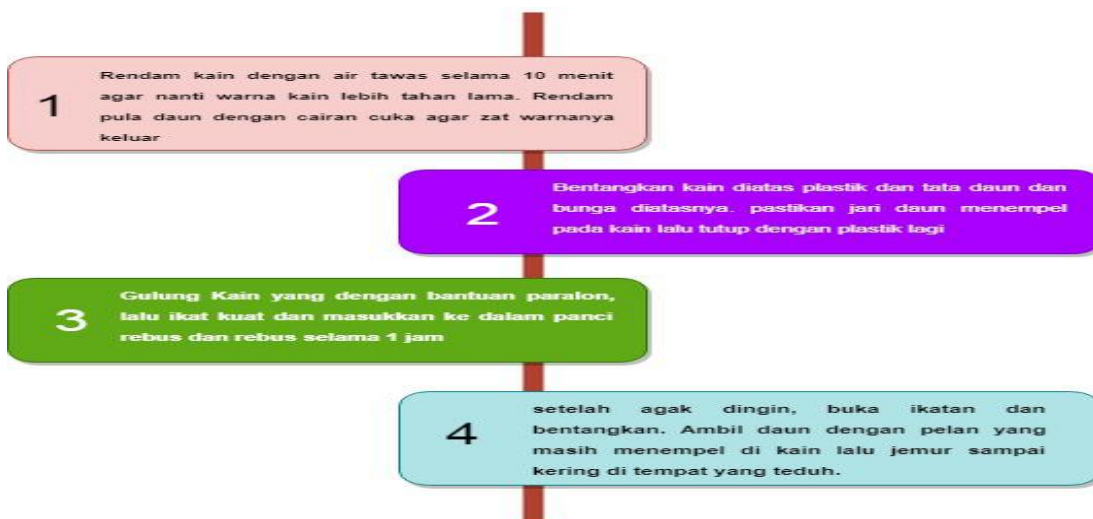 1
Rendam kain dengan air tawas selama 10 menit
agar nanti warna kain lebih tahan lama. Rendam
pula daun dengan cairan cuka agar zat warnanya
keluar
2
Bentangkan kain diatas plastik dan tata daun dan
bunga diatasnya. pastikan jari daun menempel
pada kain lalu tutup dengan plastik lagi
3
Gulung Kain yang dengan bantuan paralon,
lalu ikat kuat dan masukkan ke dalam panci
rebus dan rebus selama 1 jam
4
setelah agak dingin, buka ikatan dan
bentangkan. Ambil daun dengan pelan yang
masih menempel di kain lalu jemur sampai
kering di tempat yang teduh.